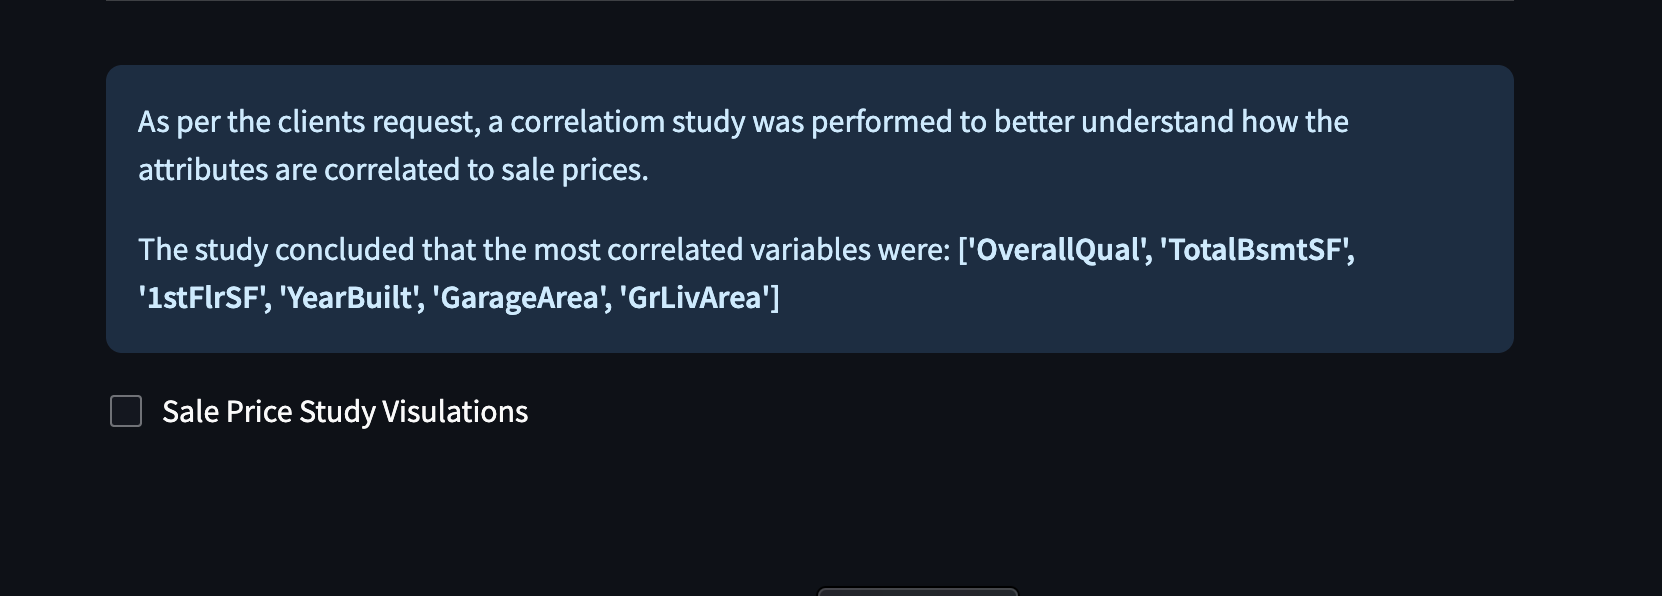 As per the clients request, a correlatiom study was performed to better understand how the
attributes are correlated to sale prices.
The study concluded that the most correlated variables were: ['OverallQual', 'TotalBsmtSF',
'1stFlrSF', 'YearBuilt', 'GarageArea', 'GrLivArea']
Sale Price Study Visulations